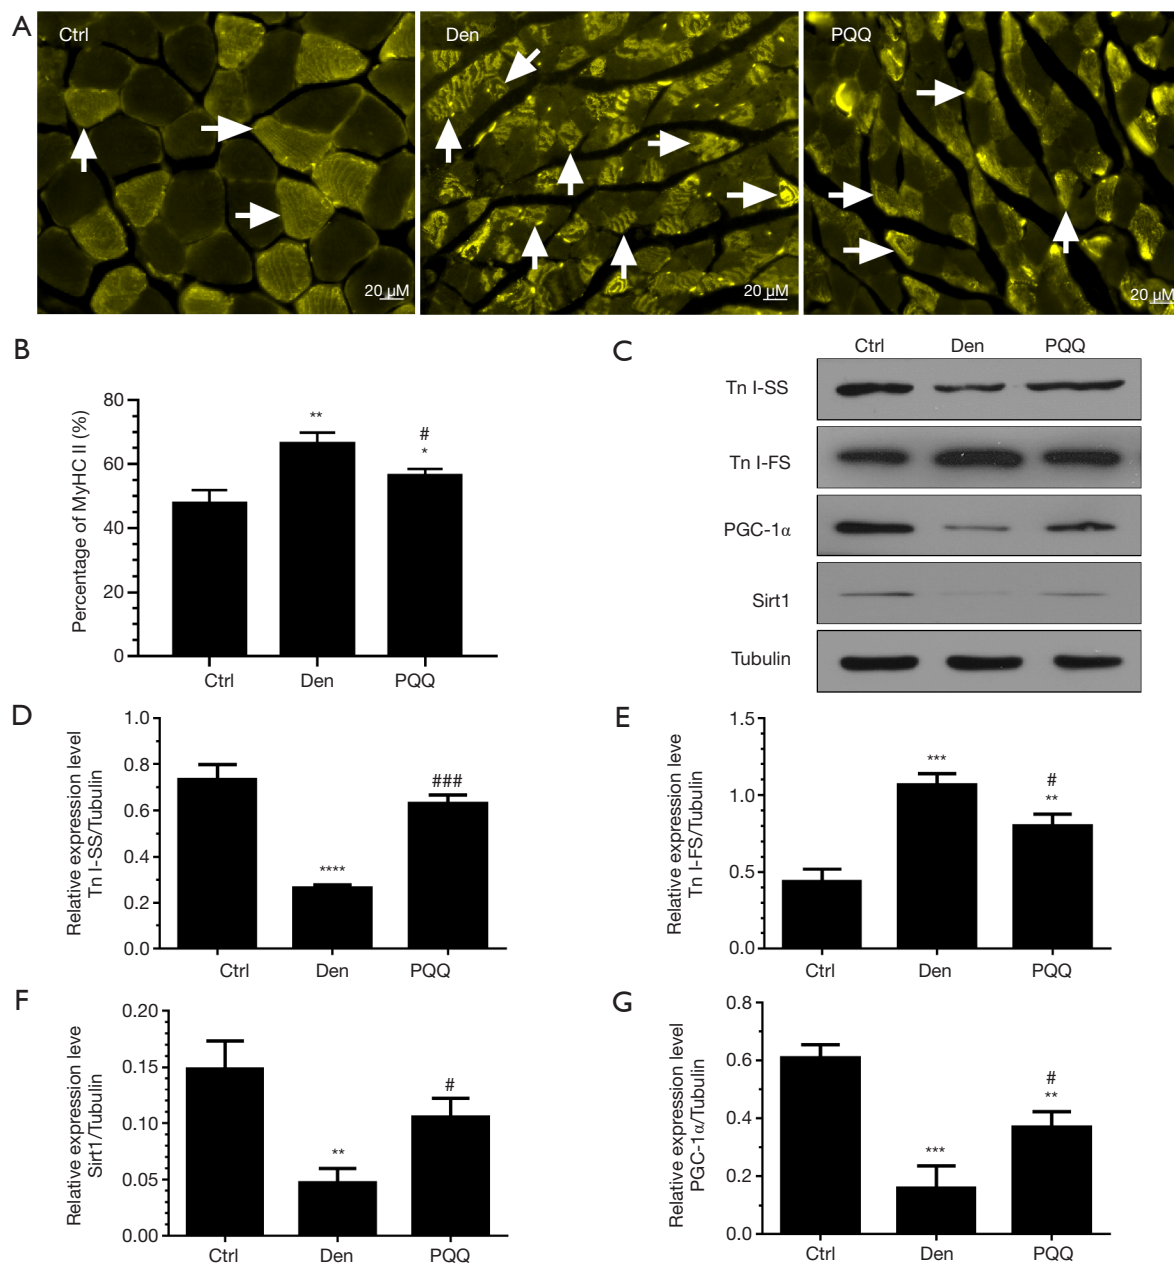 A
Ctrl
Den
PQQ
20 µM
20 µM
20 µM
B
Percentage of MyHC II (%)
80
60
40
20
0
**
#
*
Ctrl
Den
PQQ
C
Ctrl
Den
PQQ
Tn I-SS
Tn I-FS
PGC-1α
Sirt1
Tubulin
D
Relative expression level
Tn I-SS/Tubulin
1.0
0.8
0.6
0.4
0.2
0.0
****
###
Ctrl
Den
PQQ
E
Relative expression leve
Tn I-FS/Tubulin
1.5
1.0
0.5
0.0
***
#
**
Ctrl
Den
PQQ
F
Relative expression leve
Sirt1/Tubulin
0.20
0.15
0.10
0.05
0.00
**
#
Ctrl
Den
PQQ
G
Relative expression level
PGC-1α/Tubulin
0.8
0.6
0.4
0.2
0.0
***
#
**
Ctrl
Den
PQQ